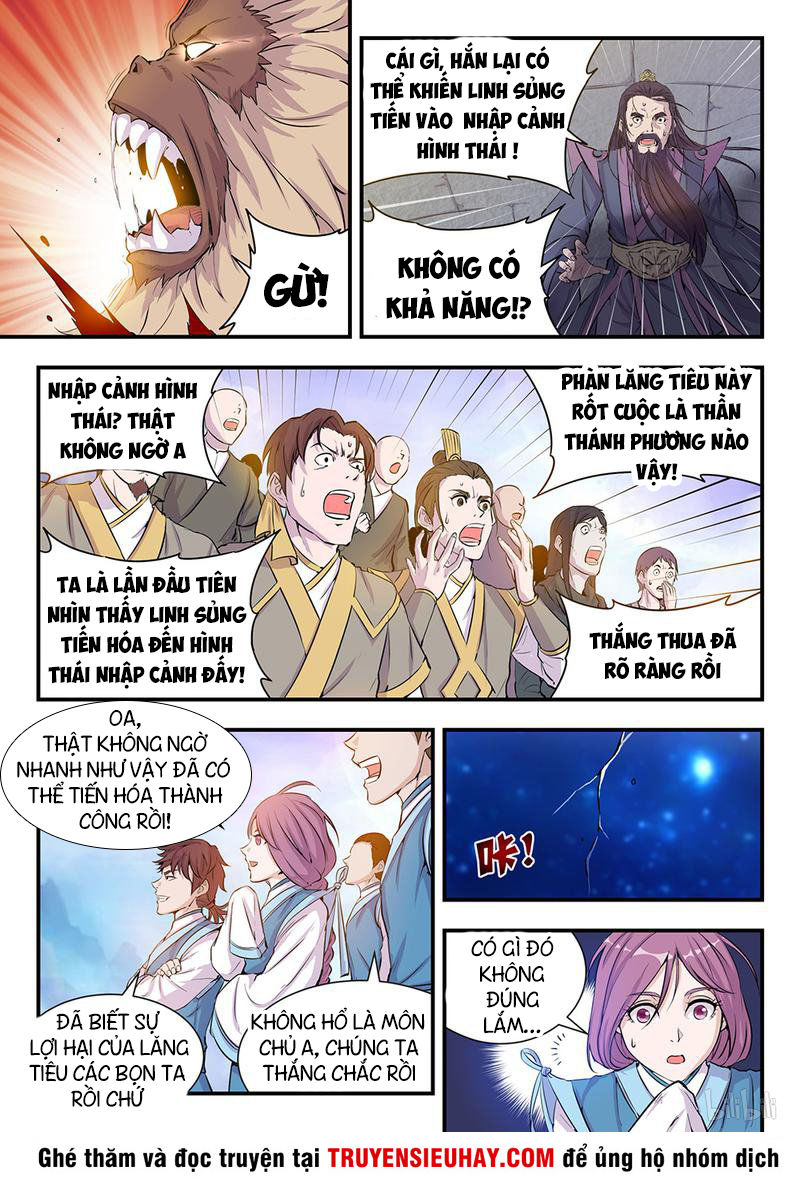 GỪ!
CÁI GÌ, HẮN LẠI CÓ
THỂ KHIẾN LINH SỦNG
TIẾN VÀO NHẬP CẢNH
HÌNH THÁI !
KHÔNG CÓ
KHẢ NĂNG!?
NHẬP CẢNH HÌNH
THÁI? THẬT
KHÔNG NGỜ A
PHÀN LĂNG TIÊU NÀY
RỐT CUỘC LÀ THẦN
THÁNH PHƯƠNG NÀO
VẬY!
TA LÀ LẦN ĐẦU TIÊN
NHÌN THẤY LINH SỦNG
TIẾN HÓA ĐẾN HÌNH
THÁI NHẬP CẢNH ĐẤY!
THẮNG THUA ĐÃ
RÕ RÀNG RỒI
OA,
THẬT KHÔNG NGỜ
NHANH NHƯ VẬY ĐÃ CÓ
THỂ TIẾN HÓA THÀNH
CÔNG RỒI!
ĐÃ BIẾT SỰ
LỢI HẠI CỦA LĂNG
TIÊU CÁC BỌN TA
RỒI CHỨ
KHÔNG HỔ LÀ MÔN
CHỦ A, CHÚNG TA
THẮNG CHẮC RỒI
咔!
CÓ GÌ ĐÓ
KHÔNG
ĐÚNG
LẮM...
bilibili
Ghé thăm và đọc truyện tại TRUYENSIEUHAY.COM để ủng hộ nhóm dịch